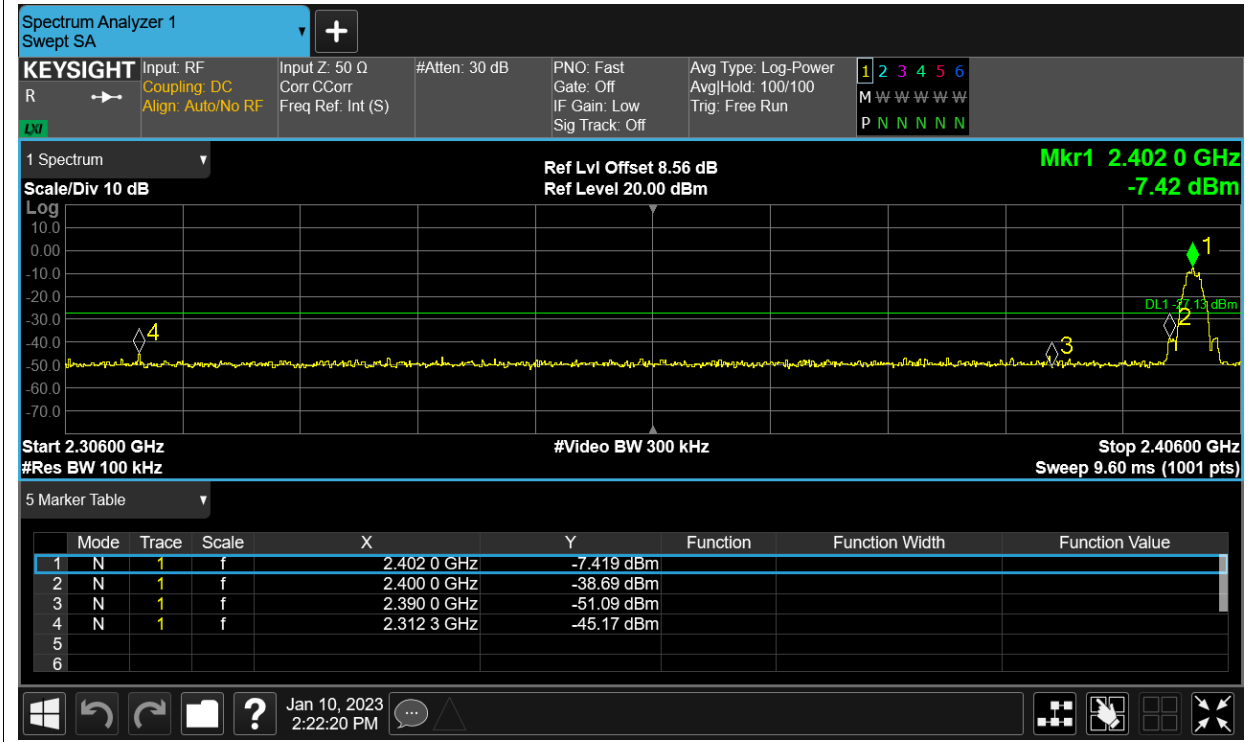 Spectrum Analyzer 1
Swept SA
+
KEYSIGHT
R
LXI
Input: RF
Coupling: DC
Align: Auto/No RF
Input Z: 50 Ω
Corr CCorr
Freq Ref: Int (S)
#Atten: 30 dB
PNO: Fast
Gate: Off
IF Gain: Low
Sig Track: Off
Avg Type: Log-Power
Avg|Hold: 100/100
Trig: Free Run
1 2 3 4 5 6
M W W W W W W
P N N N N N N
1 Spectrum
Scale/Div 10 dB
Ref Lvl Offset 8.56 dB
Ref Level 20.00 dBm
Mkr1 2.402 0 GHz
-7.42 dBm
Log
10.0
0.00
-10.0
-20.0
-30.0
-40.0
-50.0
-60.0
-70.0
1
DL1 -27.13 dBm
2
4
3
Start 2.30600 GHz
#Video BW 300 kHz
Stop 2.40600 GHz
#Res BW 100 kHz
Sweep 9.60 ms (1001 pts)
5 Marker Table
Mode Trace Scale X Y Function Function Width Function Value
1 N 1 f 2.402 0 GHz -7.419 dBm
2 N 1 f 2.400 0 GHz -38.69 dBm
3 N 1 f 2.390 0 GHz -51.09 dBm
4 N 1 f 2.312 3 GHz -45.17 dBm
5
6
?
Jan 10, 2023
2:22:20 PM